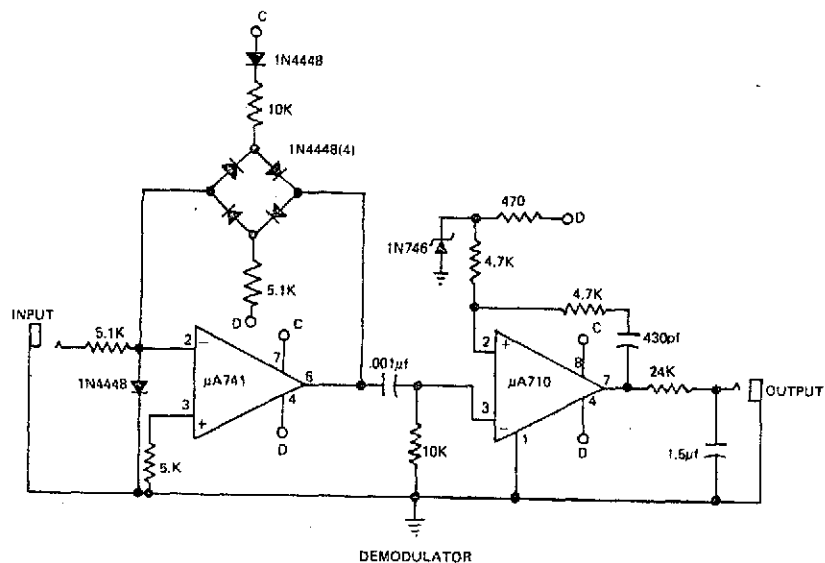 C
1N4448
10K
1N4448(4)
470
D
1N746
4.7K
5.1K
4.7K
INPUT
D
C
C
430pf
5.1K
2
−
7
.001µf
2
+
8
µA741
6
µA710
7
24K
1N4448
OUTPUT
3
+
4
3
−
4
1
D
D
1.5µf
5.K
10K
DEMODULATOR